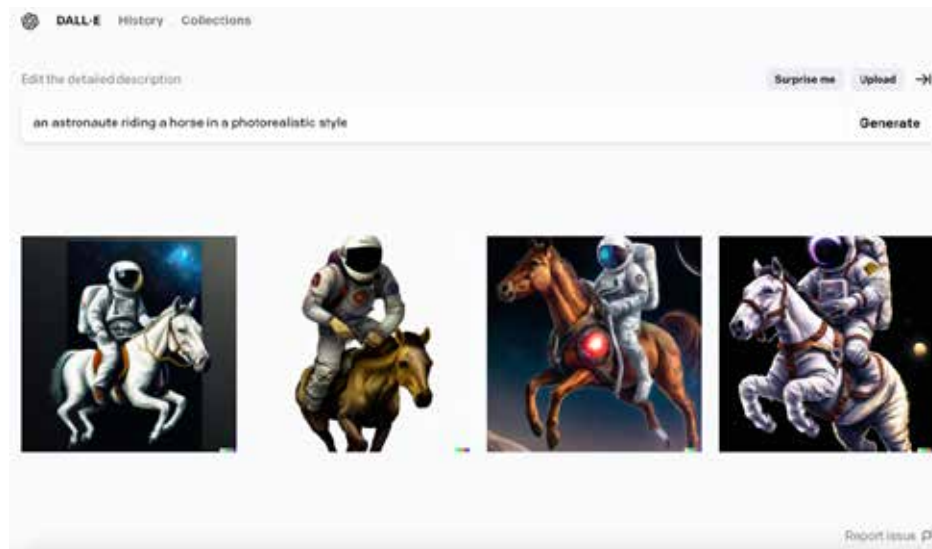 DALL·E History Collections
Edit the detailed description
Surprise me Upload
an astronaute riding a horse in a photorealistic style
Generate
Report issue